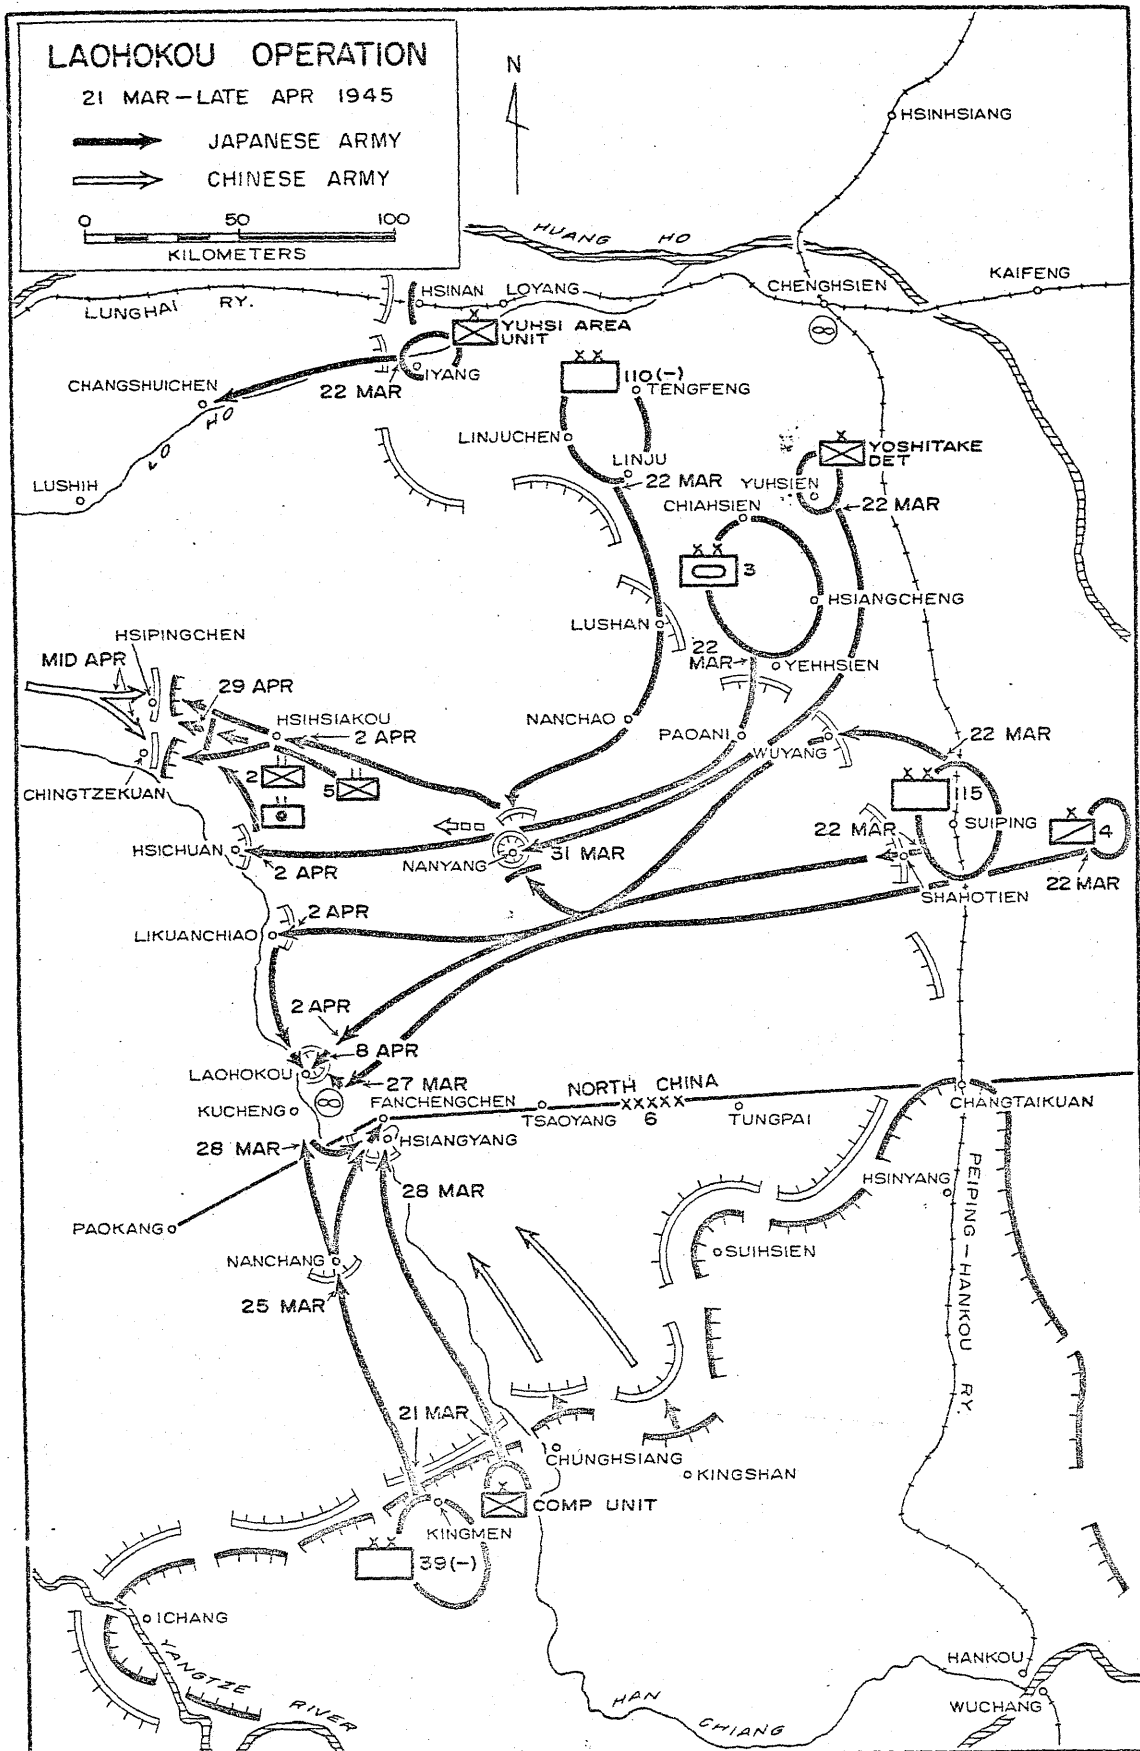 LAOHOKOU OPERATION
21 MAR–LATE APR 1945
JAPANESE ARMY
CHINESE ARMY
0 50 100
KILOMETERS
N
HSINHSIANG
HUANG HO
KAIFENG
CHENGHSIEN
LUNGHAI RY.
HSINAN
LOYANG
YUHSI AREA
UNIT
IYANG
22 MAR
CHANGSHUICHEN
LO HO
LUSHIH
110(-)
TENGFENG
LINJUCHEN
LINJU
22 MAR
YOSHITAKE
DET
YUHSIEN
22 MAR
CHIAHSIEN
3
HSIANGCHENG
LUSHAN
22
MAR
YEHHSIEN
HSIPINGCHEN
MID APR
29 APR
HSIHSIAKOU
2 APR
NANCHAO
PAOANI
WUYANG
22 MAR
CHINGTZEKUAN
2
5
115
SUIPING
4
22 MAR
22 MAR
HSICHUAN
2 APR
NANYANG
31 MAR
SHAHOTIEN
LIKUANCHIAO
2 APR
2 APR
8 APR
LAOHOKOU
27 MAR
KUCHENG
FANCHENGCHEN
NORTH CHINA
XXXXX
TSAOYANG
6
TUNGPAI
CHANGTAIKUAN
28 MAR
HSIANGYANG
28 MAR
HSINYANG
PEIPING–HANKOU RY.
PAOKANG
NANCHANG
SUIHSIEN
25 MAR
21 MAR
CHUNGHSIANG
KINGSHAN
COMP UNIT
KINGMEN
39(-)
ICHANG
YANGTZE RIVER
HAN CHIANG
HANKOU
WUCHANG